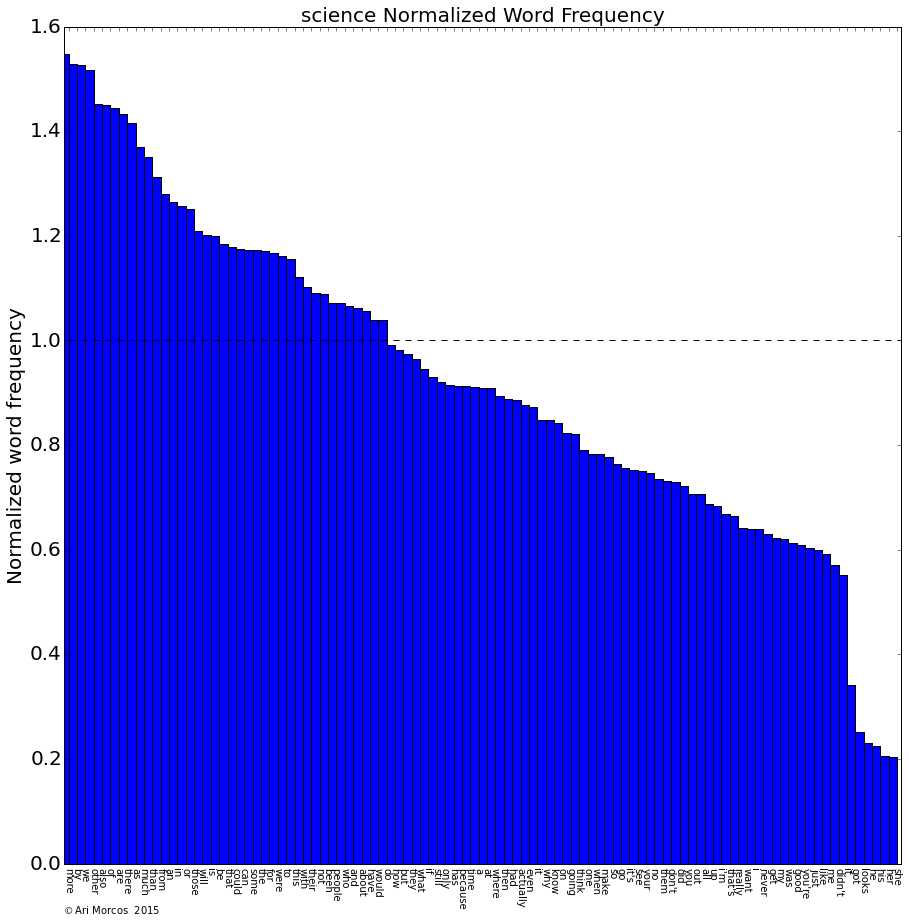 science Normalized Word Frequency
1.6
1.4
1.2
1.0
0.8
0.6
0.4
0.2
0.0
Normalized word frequency
more
by
we
other
also
of
are
there
as
much
than
from
an
in
or
those
will
is
be
that
could
can
some
the
for
were
to
this
with
their
not
been
people
who
and
about
have
would
do
how
but
they
what
if
still
only
has
because
time
a
at
where
then
had
actually
even
it
why
know
on
going
think
one
when
make
so
go
it's
see
your
no
them
don't
did
you
out
all
up
i'm
that's
really
want
never
get
my
was
good
you're
just
like
me
didn't
got
looks
he
his
her
she
© Ari Morcos 2015